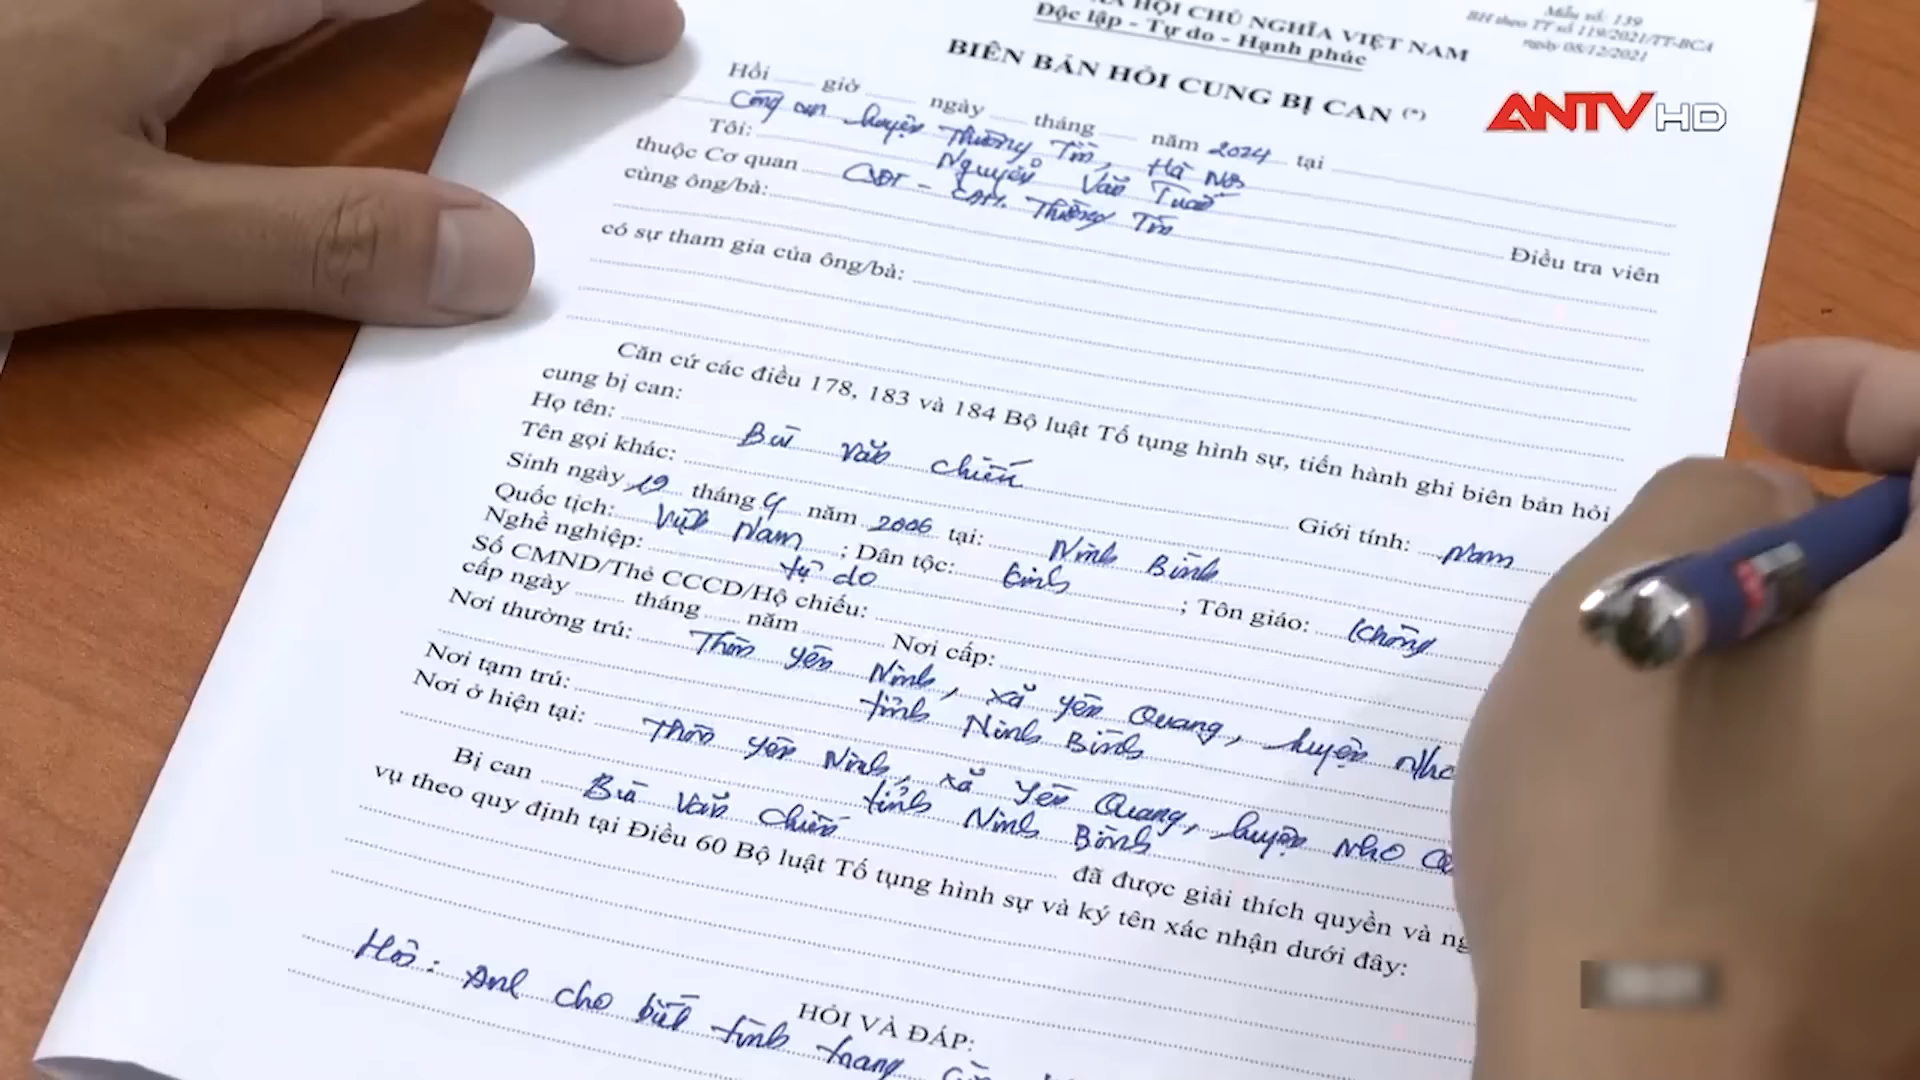 HỘI CHỦ NGHĨA VIỆT NAM
Độc lập - Tự do - Hạnh phúc
Mẫu số: 139
BH theo TT số 119/2021/TT-BCA
ngày 08/12/2021
ANTV HD
BIÊN BẢN HỎI CUNG BỊ CAN (*)
Hồi ...... giờ ...... ngày ...... tháng ...... năm 2024 tại
Công an huyện Thường Tín, Hà Nội
Tôi: Nguyễn Văn Tuấn
thuộc Cơ quan CSĐT - CAH. Thường Tín Điều tra viên
cùng ông/bà:
có sự tham gia của ông/bà:
Căn cứ các điều 178, 183 và 184 Bộ luật Tố tụng hình sự, tiến hành ghi biên bản hỏi
cung bị can:
Họ tên: Bùi Văn Chiến Giới tính: Nam
Tên gọi khác:
Sinh ngày 19 tháng 4 năm 2006 tại: Ninh Bình
Quốc tịch: Việt Nam ; Dân tộc: Kinh ; Tôn giáo: Không
Nghề nghiệp: tự do
Số CMND/Thẻ CCCD/Hộ chiếu:
cấp ngày ...... tháng ...... năm ...... Nơi cấp:
Nơi thường trú: Thôn Yên Ninh, xã Yên Quang, huyện Nho
tỉnh Ninh Bình
Nơi tạm trú:
Nơi ở hiện tại: Thôn Yên Ninh, xã Yên Quang, huyện Nho Q
tỉnh Ninh Bình
Bị can Bùi Văn Chiến đã được giải thích quyền và ng
vụ theo quy định tại Điều 60 Bộ luật Tố tụng hình sự và ký tên xác nhận dưới đây:
HỎI VÀ ĐÁP:
Hỏi: Anh cho biết tình trạng